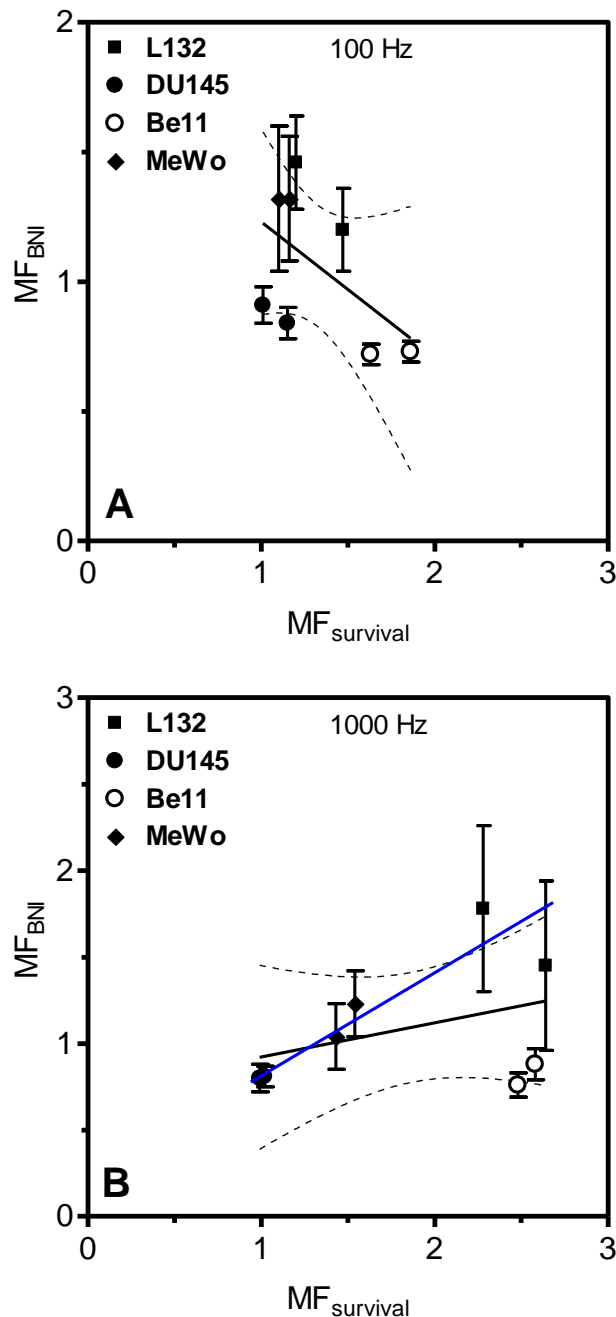 2
L132
100 Hz
DU145
Be11
MeWo
MF_BNI
1
A
0
0
1
2
3
MF_survival
3
L132
1000 Hz
DU145
Be11
MeWo
2
MF_BNI
1
B
0
0
1
2
3
MF_survival